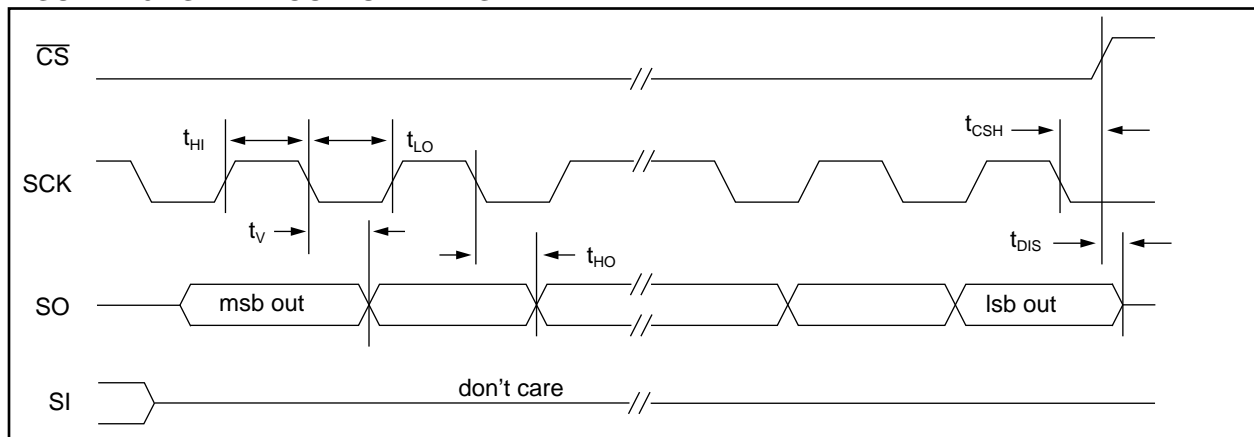 CS
tHI
tLO
tCSH
SCK
tV
tHO
tDIS
SO
msb out
lsb out
SI
don't care